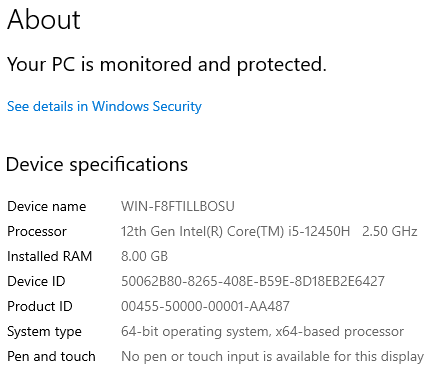 About
Your PC is monitored and protected.
See details in Windows Security
Device specifications
Device name WIN-F8FTILLBOSU
Processor 12th Gen Intel(R) Core(TM) i5-12450H 2.50 GHz
Installed RAM 8.00 GB
Device ID 50062B80-8265-408E-B59E-8D18EB2E6427
Product ID 00455-50000-00001-AA487
System type 64-bit operating system, x64-based processor
Pen and touch No pen or touch input is available for this display